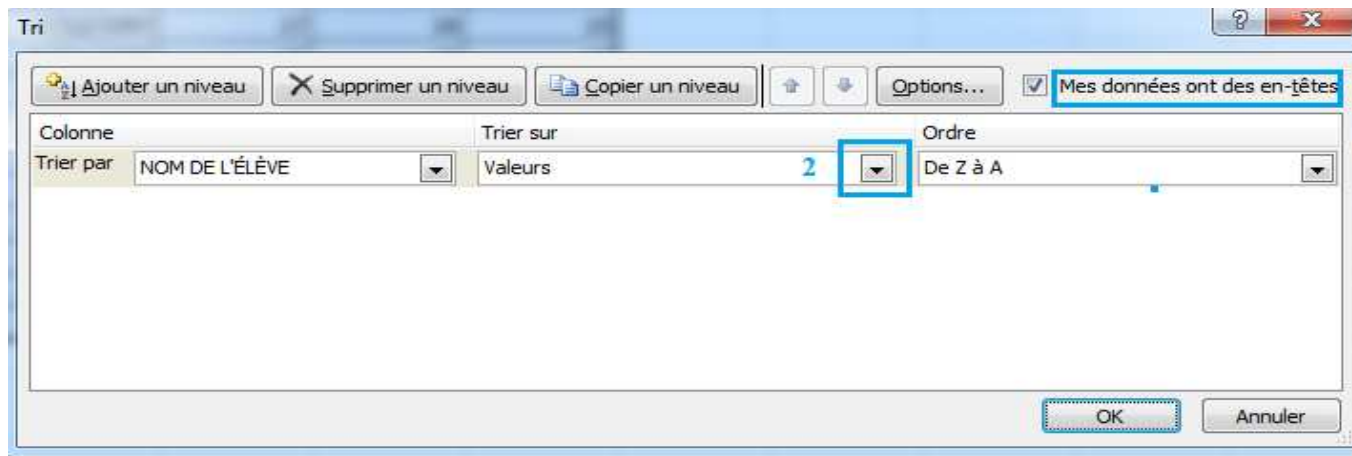 Tri
Ajouter un niveau Supprimer un niveau Copier un niveau Options... Mes données ont des en-têtes
Colonne Trier sur Ordre
Trier par NOM DE L'ÉLÈVE Valeurs 2 De Z à A
OK Annuler